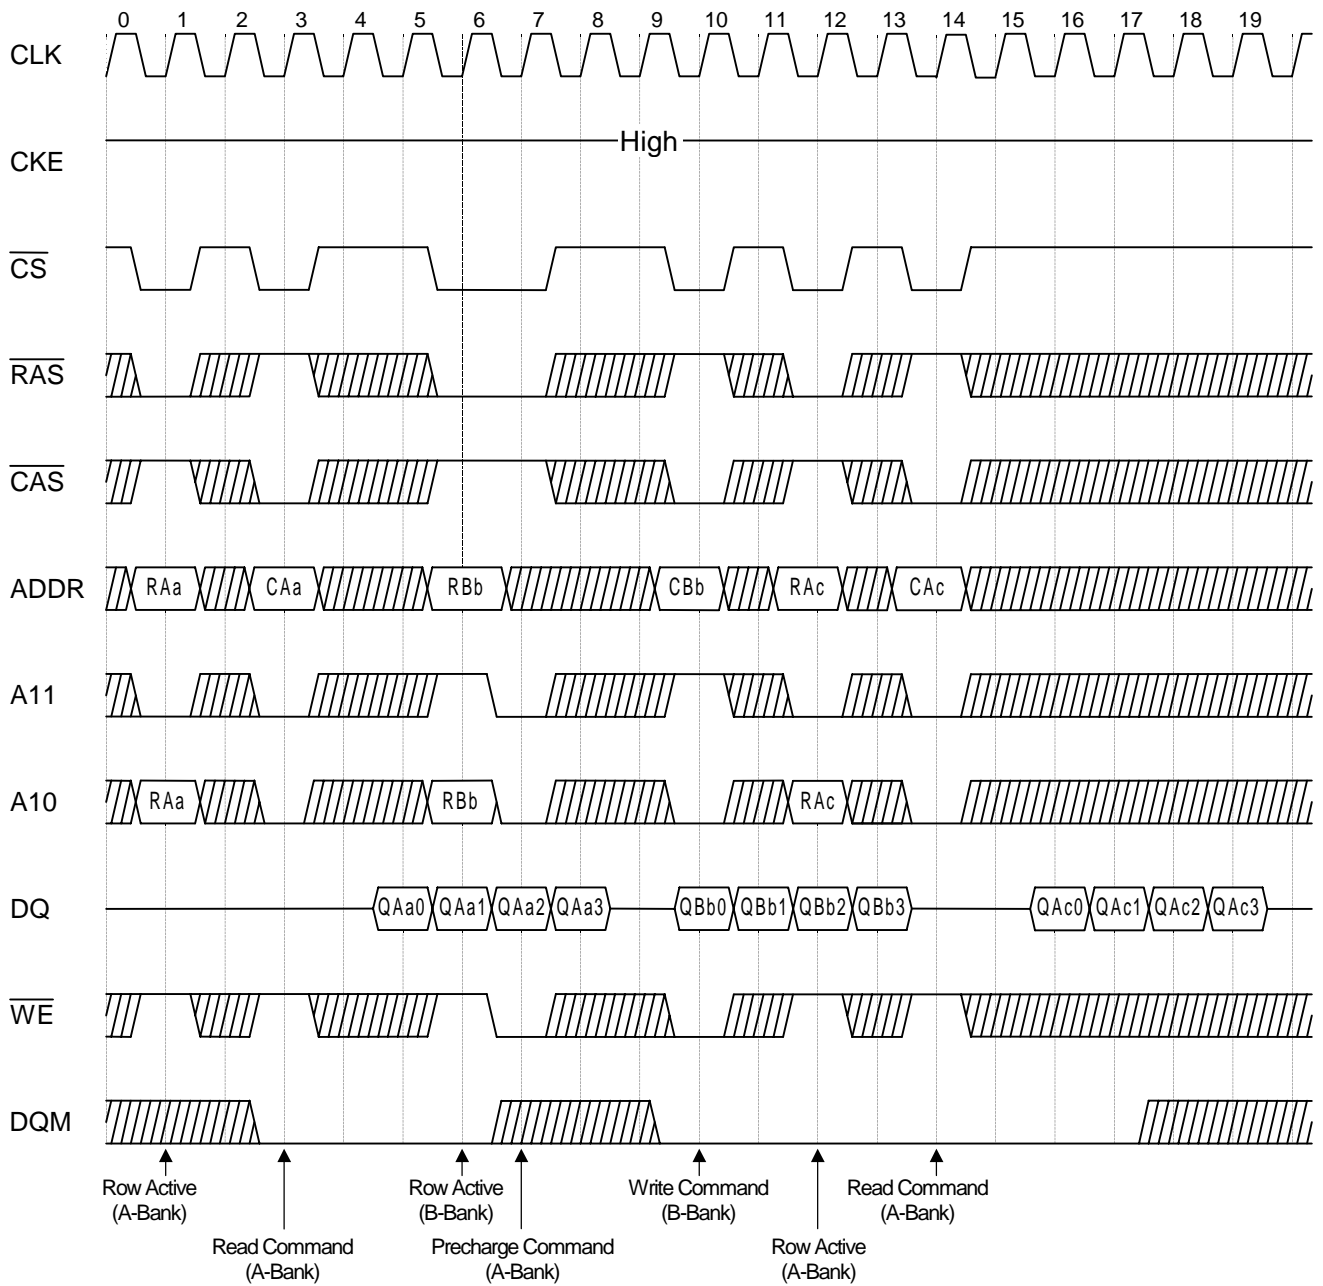 0 1 2 3 4 5 6 7 8 9 10 11 12 13 14 15 16 17 18 19
CLK
High
CKE
CS
RAS
CAS
ADDR RAa CAa RBb CBb RAc CAc
A11
A10 RAa RBb RAc
DQ QAa0 QAa1 QAa2 QAa3 QBb0 QBb1 QBb2 QBb3 QAc0 QAc1 QAc2 QAc3
WE
DQM
Row Active
(A-Bank)
Row Active
(B-Bank)
Write Command
(B-Bank)
Read Command
(A-Bank)
Read Command
(A-Bank)
Precharge Command
(A-Bank)
Row Active
(A-Bank)